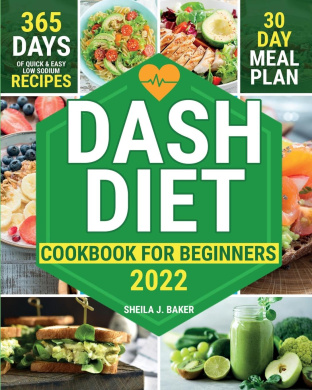 365
DAYS
OF QUICK & EASY
LOW SODIUM
RECIPES
30
DAY
MEAL
PLAN
DASH
DIET
COOKBOOK FOR BEGINNERS
2022
SHEILA J. BAKER